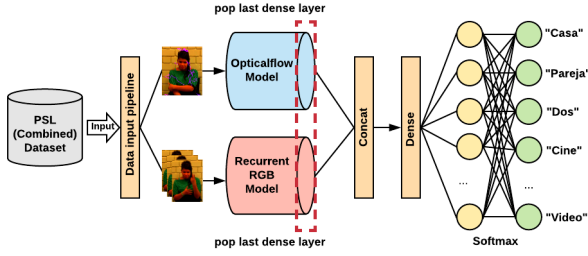 pop last dense layer
PSL
(Combined)
Dataset
Input
Data input pipeline
Opticalflow
Model
Recurrent
RGB
Model
pop last dense layer
Concat
Dense
...
"Casa"
"Pareja"
"Dos"
"Cine"
...
"Video"
Softmax